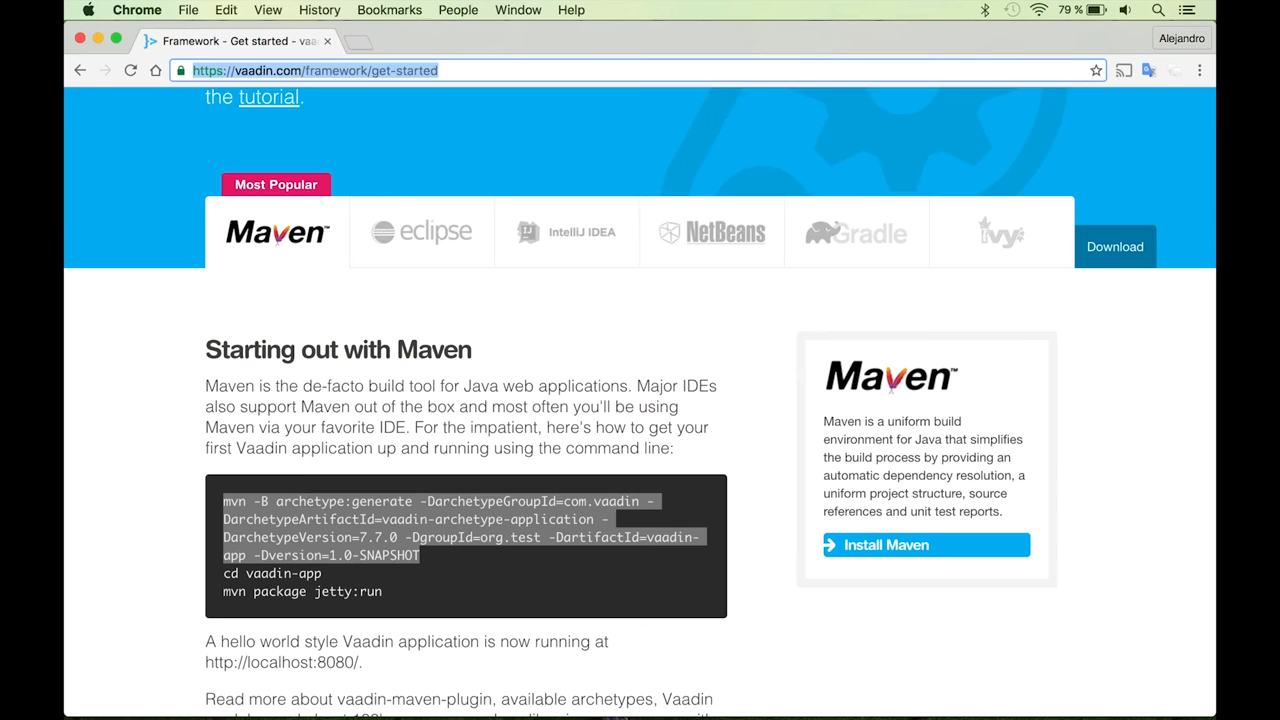 Chrome File Edit View History Bookmarks People Window Help 79 %
Framework - Get started - vaa
Alejandro
https://vaadin.com/framework/get-started
the tutorial.
Most Popular
Maven™ eclipse IntelliJ IDEA NetBeans Gradle ivy
Download
Starting out with Maven
Maven is the de-facto build tool for Java web applications. Major IDEs
also support Maven out of the box and most often you'll be using
Maven via your favorite IDE. For the impatient, here's how to get your
first Vaadin application up and running using the command line:
mvn -B archetype:generate -DarchetypeGroupId=com.vaadin -
DarchetypeArtifactId=vaadin-archetype-application -
DarchetypeVersion=7.7.0 -DgroupId=org.test -DartifactId=vaadin-
app -Dversion=1.0-SNAPSHOT
cd vaadin-app
mvn package jetty:run
A hello world style Vaadin application is now running at
http://localhost:8080/.
Read more about vaadin-maven-plugin, available archetypes, Vaadin
Maven™
Maven is a uniform build
environment for Java that simplifies
the build process by providing an
automatic dependency resolution, a
uniform project structure, source
references and unit test reports.
Install Maven